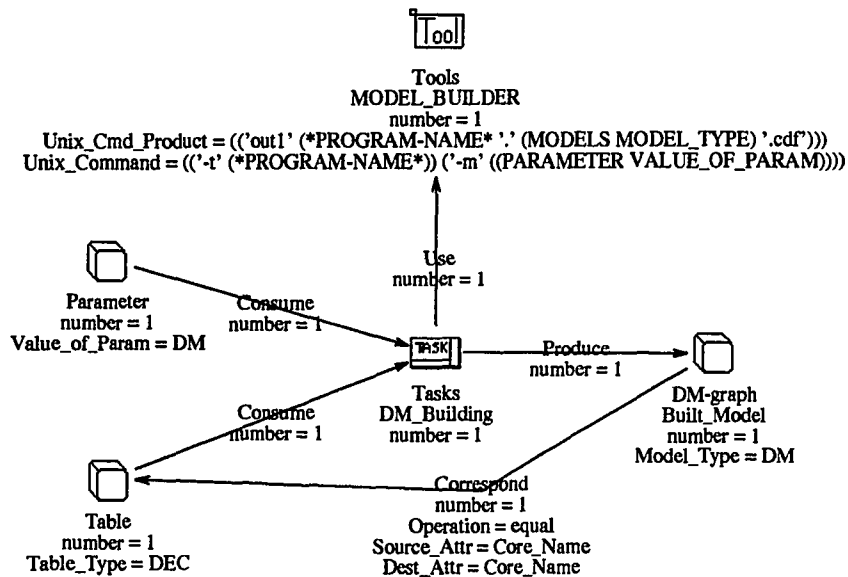 Tool
Tools
MODEL_BUILDER
number = 1
Unix_Cmd_Product = (('out1' (*PROGRAM-NAME* '.' (MODELS MODEL_TYPE) '.cdf')))
Unix_Command = (('-t' (*PROGRAM-NAME*)) ('-m' ((PARAMETER VALUE_OF_PARAM))))
Use
number = 1
Parameter
number = 1
Value_of_Param = DM
Consume
number = 1
TASK
Tasks
DM_Building
number = 1
Produce
number = 1
DM-graph
Built_Model
number = 1
Model_Type = DM
Consume
number = 1
Table
number = 1
Table_Type = DEC
Correspond
number = 1
Operation = equal
Source_Attr = Core_Name
Dest_Attr = Core_Name